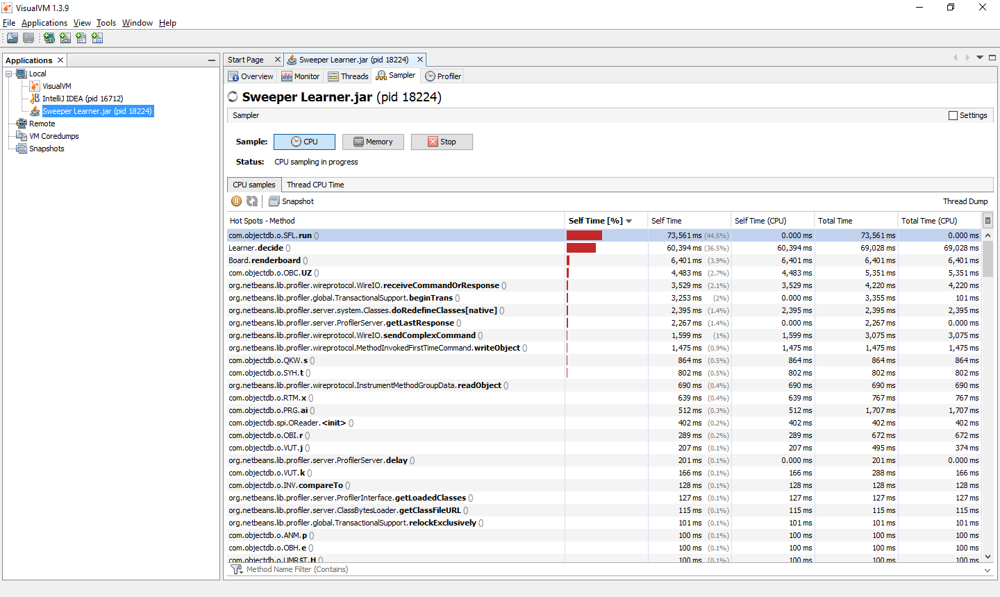 VisualVM 1.3.9
File Applications View Tools Window Help
Applications
Local
VisualVM
IntelliJ IDEA (pid 16712)
Sweeper Learner.jar (pid 18224)
Remote
VM Coredumps
Snapshots
Start Page Sweeper Learner.jar (pid 18224)
Overview Monitor Threads Sampler Profiler
Sweeper Learner.jar (pid 18224)
Sampler Settings
Sample: CPU Memory Stop
Status: CPU sampling in progress
CPU samples Thread CPU Time
Snapshot Thread Dump
Hot Spots - Method Self Time [%] Self Time Self Time (CPU) Total Time Total Time (CPU)
com.objectdb.o.SFL.run () 73,561 ms (44.5%) 0.000 ms 73,561 ms 0.000 ms
Learner.decide () 60,394 ms (36.5%) 60,394 ms 69,028 ms 69,028 ms
Board.renderboard () 6,401 ms (3.9%) 6,401 ms 6,401 ms 6,401 ms
com.objectdb.o.OBC.UZ () 4,483 ms (2.7%) 4,483 ms 5,351 ms 5,351 ms
org.netbeans.lib.profiler.wireprotocol.WireIO.receiveCommandOrResponse () 3,529 ms (2.1%) 3,529 ms 4,220 ms 4,220 ms
org.netbeans.lib.profiler.global.TransactionalSupport.beginTrans () 3,253 ms (2%) 0.000 ms 3,355 ms 101 ms
org.netbeans.lib.profiler.server.system.Classes.doRedefineClasses[native] () 2,395 ms (1.4%) 2,395 ms 2,395 ms 2,395 ms
org.netbeans.lib.profiler.server.ProfilerServer.getLastResponse () 2,267 ms (1.4%) 0.000 ms 2,267 ms 0.000 ms
org.netbeans.lib.profiler.wireprotocol.WireIO.sendComplexCommand () 1,599 ms (1%) 1,599 ms 3,075 ms 3,075 ms
org.netbeans.lib.profiler.wireprotocol.MethodInvokedFirstTimeCommand.writeObject () 1,475 ms (0.9%) 1,475 ms 1,475 ms 1,475 ms
com.objectdb.o.QKW.s () 864 ms (0.5%) 864 ms 864 ms 864 ms
com.objectdb.o.SYH.t () 802 ms (0.5%) 802 ms 802 ms 802 ms
org.netbeans.lib.profiler.wireprotocol.InstrumentMethodGroupData.readObject () 690 ms (0.4%) 690 ms 690 ms 690 ms
com.objectdb.o.RTM.x () 639 ms (0.4%) 639 ms 767 ms 767 ms
com.objectdb.o.PRG.ai () 512 ms (0.3%) 512 ms 1,707 ms 1,707 ms
com.objectdb.spi.OReader.<init> () 402 ms (0.2%) 402 ms 402 ms 402 ms
com.objectdb.o.OBI.r () 289 ms (0.2%) 289 ms 672 ms 672 ms
com.objectdb.o.VUT.j () 207 ms (0.1%) 207 ms 495 ms 374 ms
org.netbeans.lib.profiler.server.ProfilerServer.delay () 201 ms (0.1%) 0.000 ms 201 ms 0.000 ms
com.objectdb.o.VUT.k () 166 ms (0.1%) 166 ms 288 ms 166 ms
com.objectdb.o.INV.compareTo () 128 ms (0.1%) 128 ms 128 ms 128 ms
org.netbeans.lib.profiler.server.ProfilerInterface.getLoadedClasses () 127 ms (0.1%) 127 ms 127 ms 127 ms
org.netbeans.lib.profiler.server.ClassBytesLoader.getClassFileURL () 115 ms (0.1%) 115 ms 115 ms 115 ms
org.netbeans.lib.profiler.global.TransactionalSupport.relockExclusively () 101 ms (0.1%) 101 ms 101 ms 101 ms
com.objectdb.o.ANM.p () 100 ms (0.1%) 100 ms 100 ms 100 ms
com.objectdb.o.OBH.e () 100 ms (0.1%) 100 ms 100 ms 100 ms
com.objectdb.o.UMR$T.H () 100 ms (0.1%) 100 ms 100 ms 100 ms
Method Name Filter (Contains)